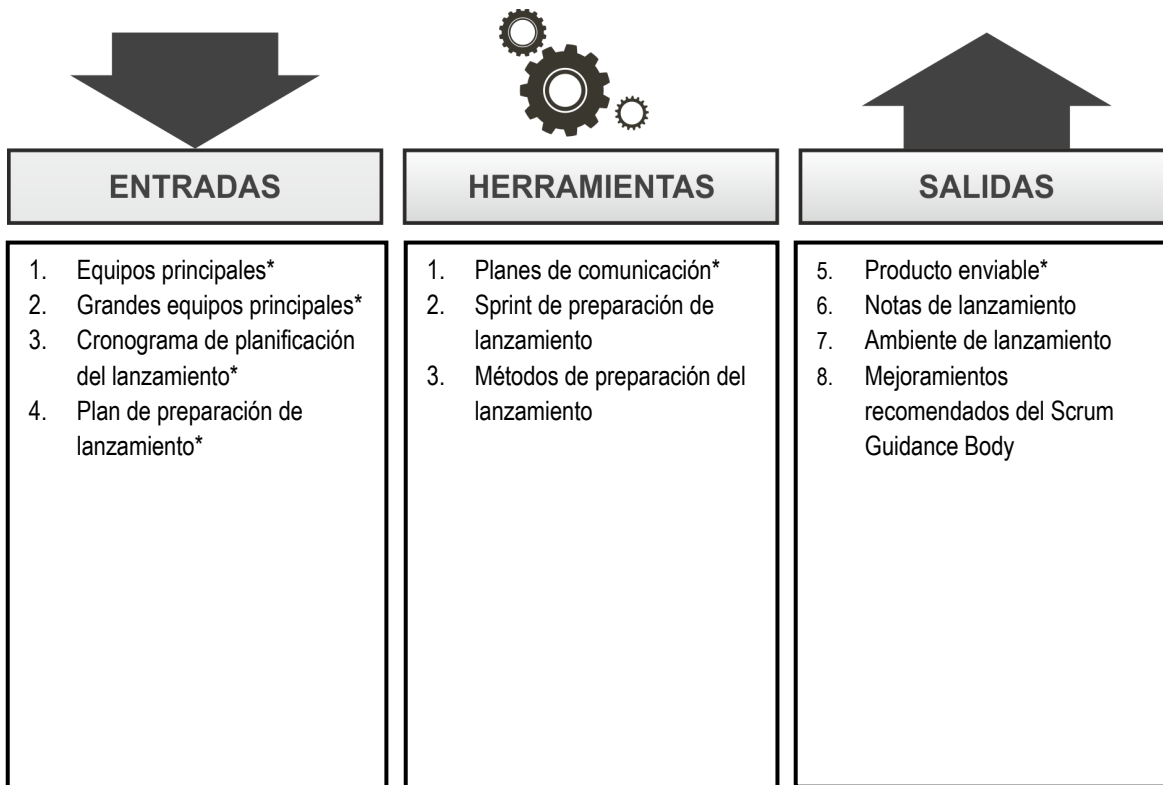 ENTRADAS
HERRAMIENTAS
SALIDAS
1. Equipos principales*
2. Grandes equipos principales*
3. Cronograma de planificación
del lanzamiento*
4. Plan de preparación de
lanzamiento*
1. Planes de comunicación*
2. Sprint de preparación de
lanzamiento
3. Métodos de preparación del
lanzamiento
5. Producto enviable*
6. Notas de lanzamiento
7. Ambiente de lanzamiento
8. Mejoramientos
recomendados del Scrum
Guidance Body